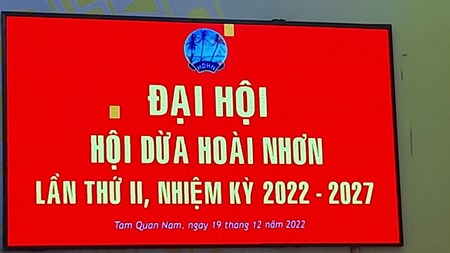 HDHN
ĐẠI HỘI
HỘI DỪA HOÀI NHƠN
LẦN THỨ II, NHIỆM KỲ 2022 - 2027
Tam Quan Nam, ngày 19 tháng 12 năm 2022